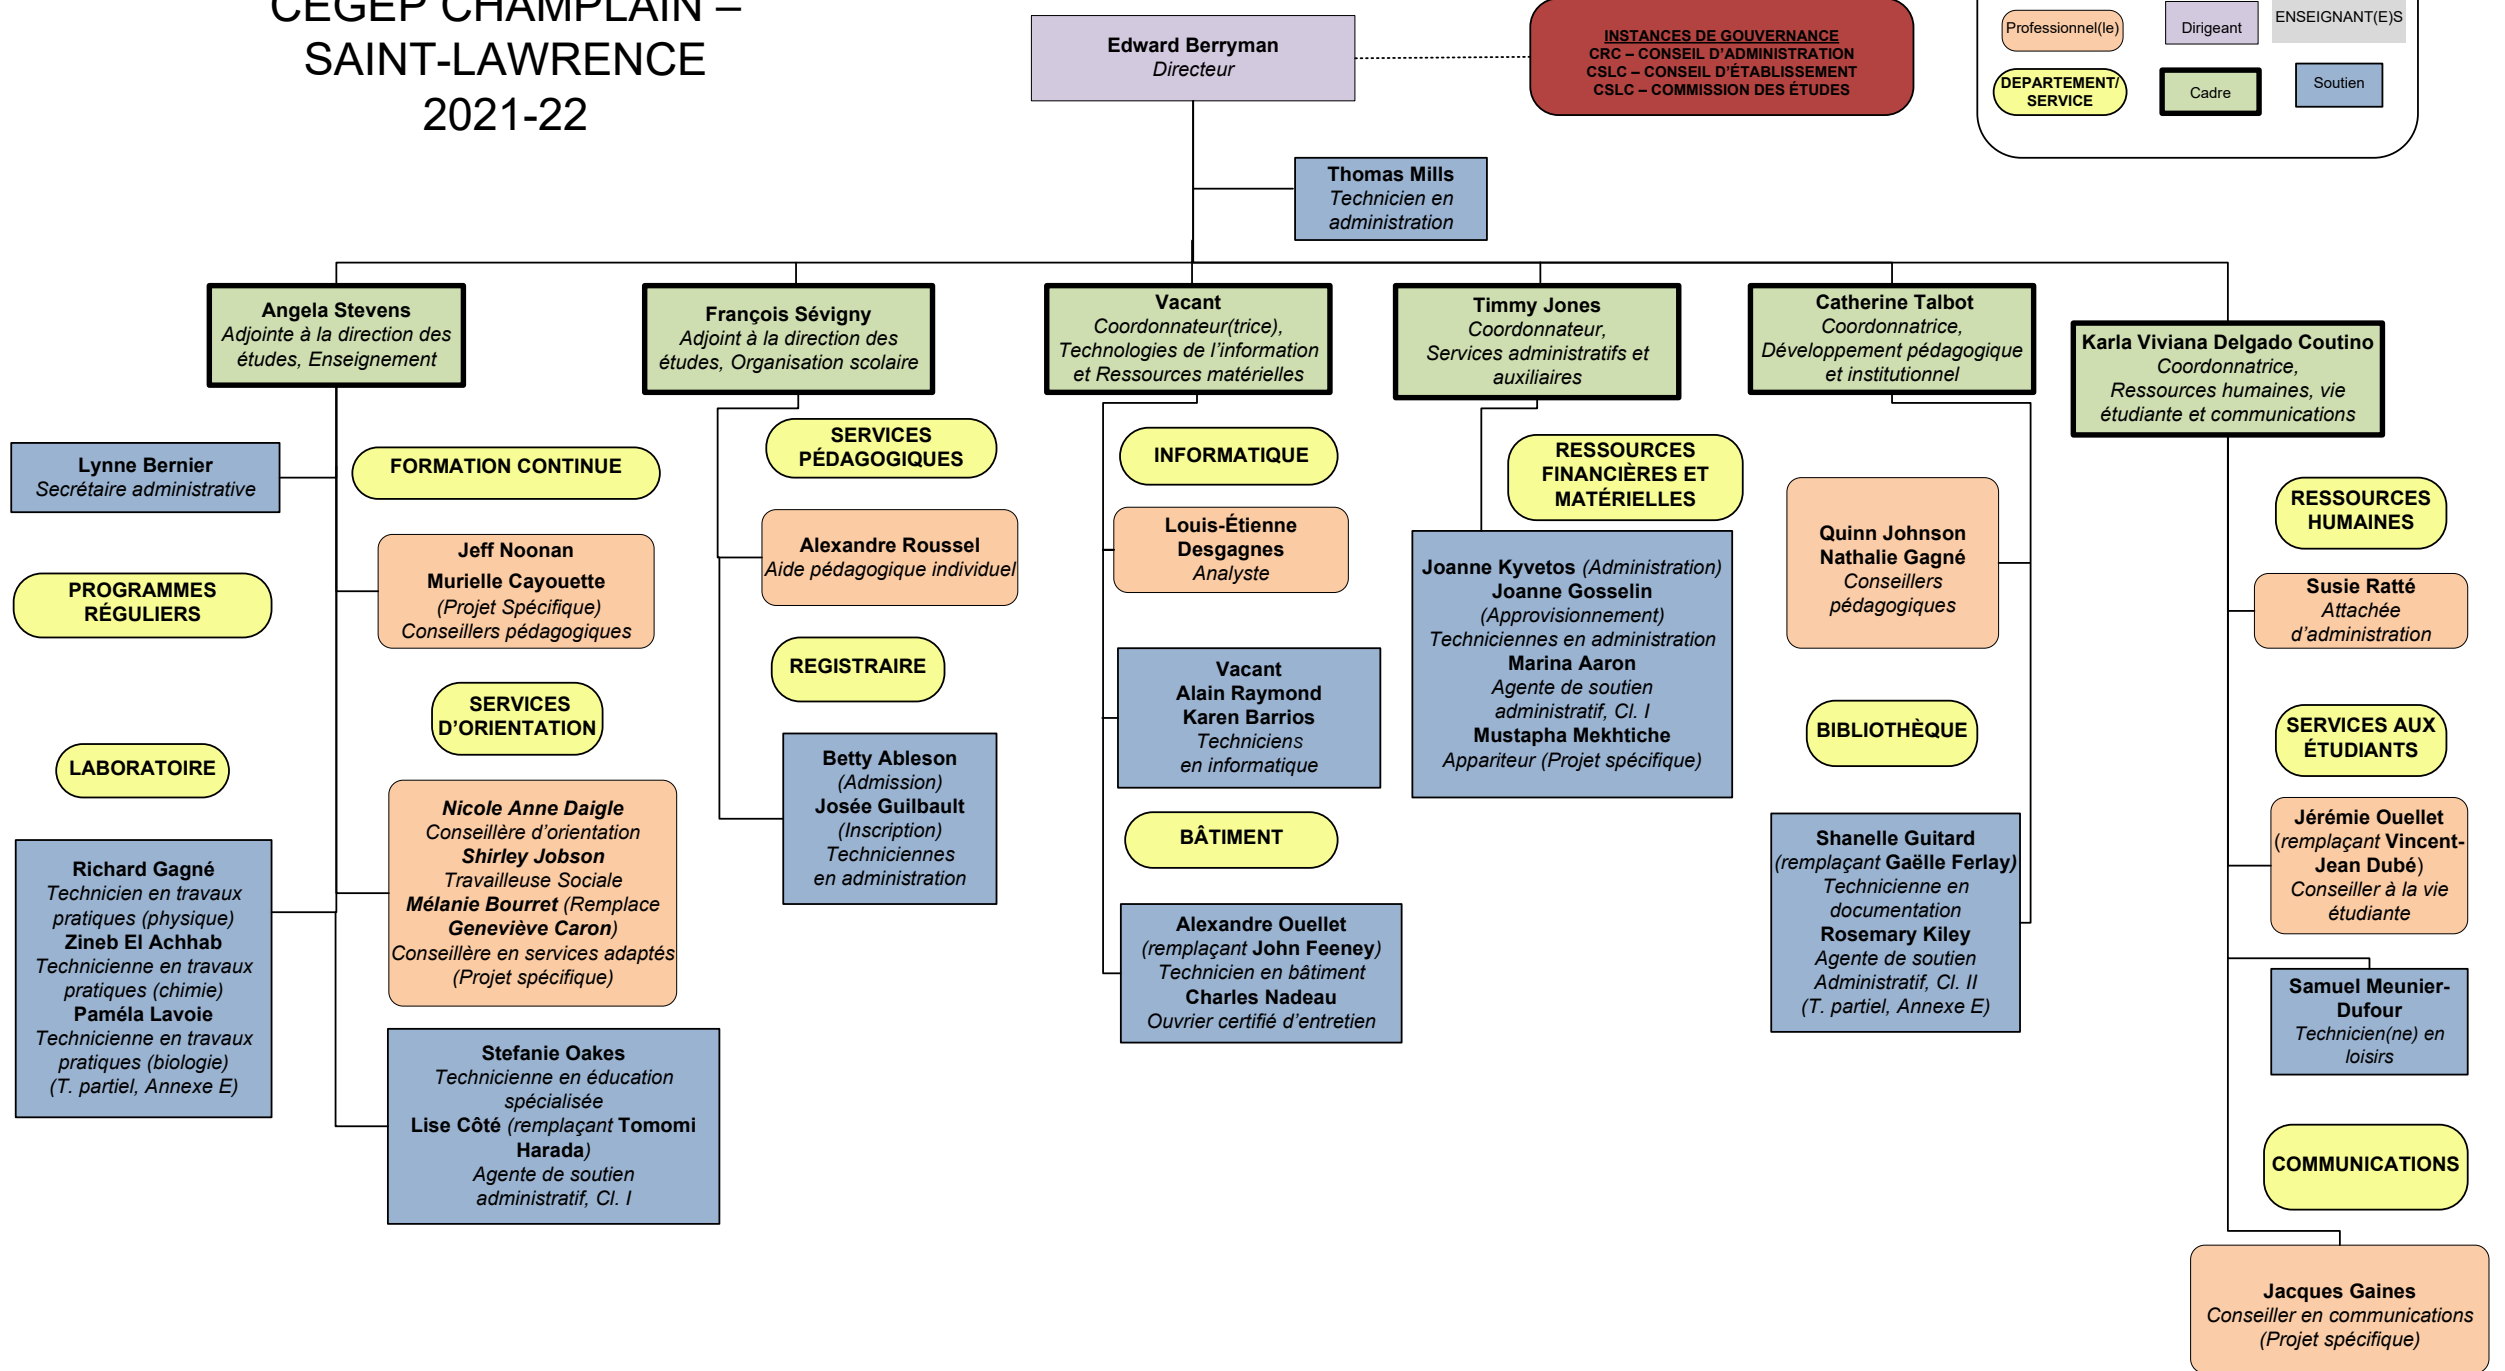 CÉGEP CHAMPLAIN –
SAINT-LAWRENCE
2021-22
Edward Berryman
Directeur
INSTANCES DE GOUVERNANCE
CRC – CONSEIL D'ADMINISTRATION
CSLC – CONSEIL D'ÉTABLISSEMENT
CSLC – COMMISSION DES ÉTUDES
Professionnel(le)
Dirigeant
ENSEIGNANT(E)S
DEPARTEMENT/
SERVICE
Cadre
Soutien
Thomas Mills
Technicien en
administration
Angela Stevens
Adjointe à la direction des
études, Enseignement
François Sévigny
Adjoint à la direction des
études, Organisation scolaire
Vacant
Coordonnateur(trice),
Technologies de l'information
et Ressources matérielles
Timmy Jones
Coordonnateur,
Services administratifs et
auxiliaires
Catherine Talbot
Coordonnatrice,
Développement pédagogique
et institutionnel
Karla Viviana Delgado Coutino
Coordonnatrice,
Ressources humaines, vie
étudiante et communications
Lynne Bernier
Secrétaire administrative
PROGRAMMES
RÉGULIERS
LABORATOIRE
Richard Gagné
Technicien en travaux
pratiques (physique)
Zineb El Achhab
Technicienne en travaux
pratiques (chimie)
Paméla Lavoie
Technicienne en travaux
pratiques (biologie)
(T. partiel, Annexe E)
FORMATION CONTINUE
Jeff Noonan
Murielle Cayouette
(Projet Spécifique)
Conseillers pédagogiques
SERVICES
D'ORIENTATION
Nicole Anne Daigle
Conseillère d'orientation
Shirley Jobson
Travailleuse Sociale
Mélanie Bourret (Remplace
Geneviève Caron)
Conseillère en services adaptés
(Projet spécifique)
Stefanie Oakes
Technicienne en éducation
spécialisée
Lise Côté (remplaçant Tomomi
Harada)
Agente de soutien
administratif, Cl. I
SERVICES
PÉDAGOGIQUES
Alexandre Roussel
Aide pédagogique individuel
REGISTRAIRE
Betty Ableson
(Admission)
Josée Guilbault
(Inscription)
Techniciennes
en administration
INFORMATIQUE
Louis-Étienne
Desgagnes
Analyste
Vacant
Alain Raymond
Karen Barrios
Techniciens
en informatique
BÂTIMENT
Alexandre Ouellet
(remplaçant John Feeney)
Technicien en bâtiment
Charles Nadeau
Ouvrier certifié d'entretien
RESSOURCES
FINANCIÈRES ET
MATÉRIELLES
Joanne Kyvetos (Administration)
Joanne Gosselin
(Approvisionnement)
Techniciennes en administration
Marina Aaron
Agente de soutien
administratif, Cl. I
Mustapha Mekhtiche
Appariteur (Projet spécifique)
Quinn Johnson
Nathalie Gagné
Conseillers
pédagogiques
BIBLIOTHÈQUE
Shanelle Guitard
(remplaçant Gaëlle Ferlay)
Technicienne en
documentation
Rosemary Kiley
Agente de soutien
Administratif, Cl. II
(T. partiel, Annexe E)
RESSOURCES
HUMAINES
Susie Ratté
Attachée
d'administration
SERVICES AUX
ÉTUDIANTS
Jérémie Ouellet
(remplaçant Vincent-
Jean Dubé)
Conseiller à la vie
étudiante
Samuel Meunier-
Dufour
Technicien(ne) en
loisirs
COMMUNICATIONS
Jacques Gaines
Conseiller en communications
(Projet spécifique)